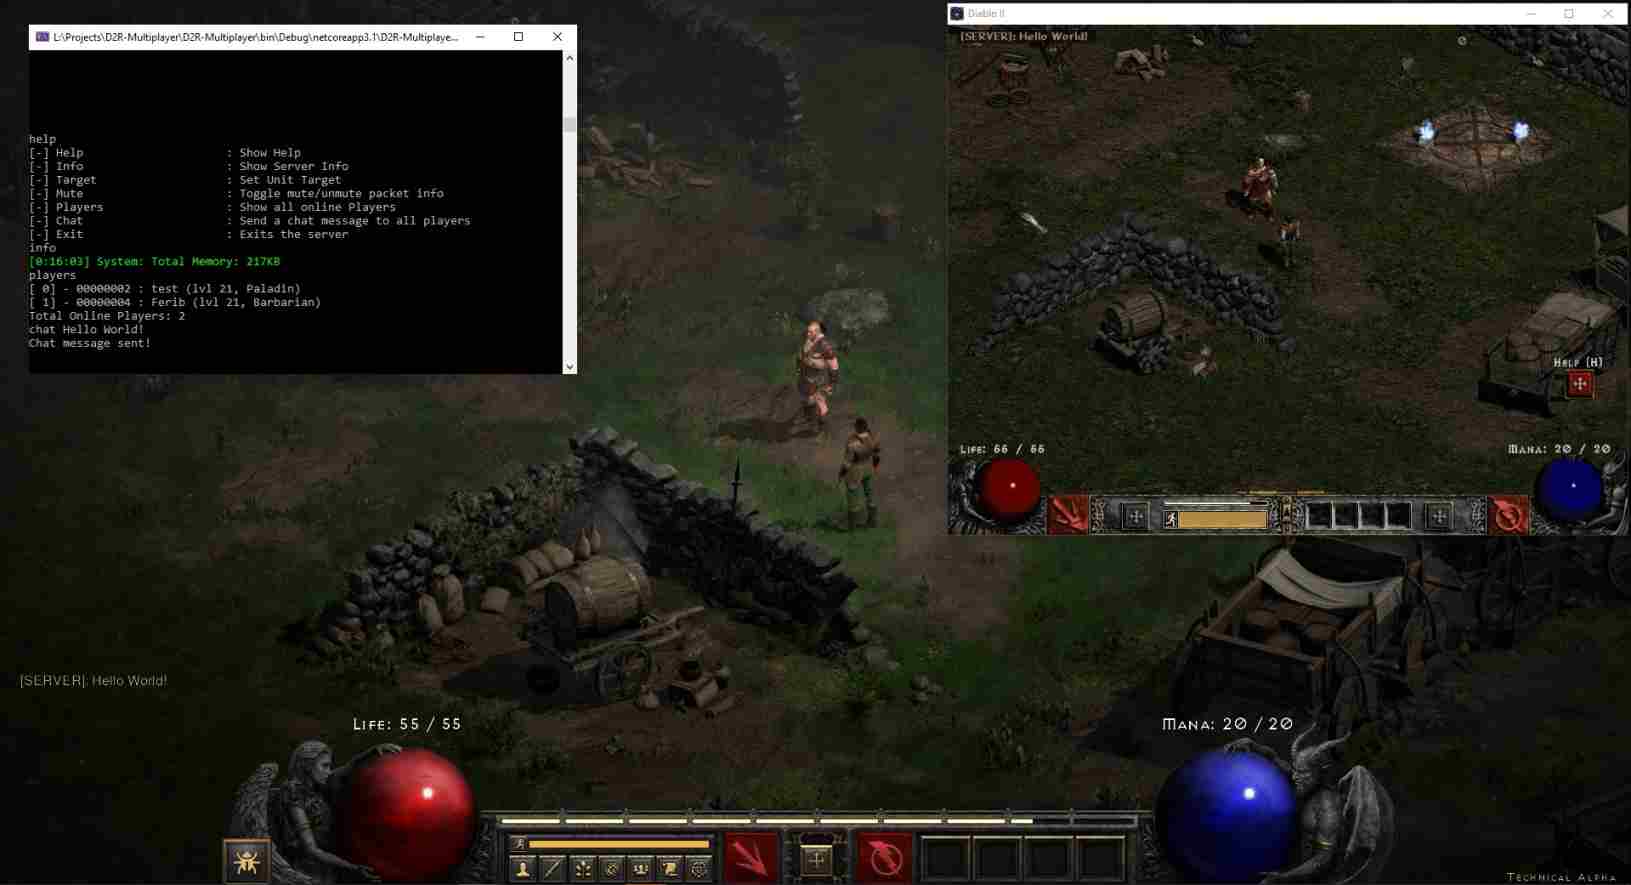 L:\Projects\D2R-Multiplayer\D2R-Multiplayer\bin\Debug\netcoreapp3.1\D2R-Multiplaye...
help
[-] Help : Show Help
[-] Info : Show Server Info
[-] Target : Set Unit Target
[-] Mute : Toggle mute/unmute packet info
[-] Players : Show all online Players
[-] Chat : Send a chat message to all players
[-] Exit : Exits the server
info
[0:16:03] System: Total Memory: 217KB
players
[ 0] - 00000002 : test (lvl 21, Paladin)
[ 1] - 00000004 : Ferib (lvl 21, Barbarian)
Total Online Players: 2
chat Hello World!
Chat message sent!
Diablo II
[SERVER]: Hello World!
Help [H]
Life: 55 / 55
Mana: 20 / 20
[SERVER]: Hello World!
Life: 55 / 55
Mana: 20 / 20
Technical Alpha